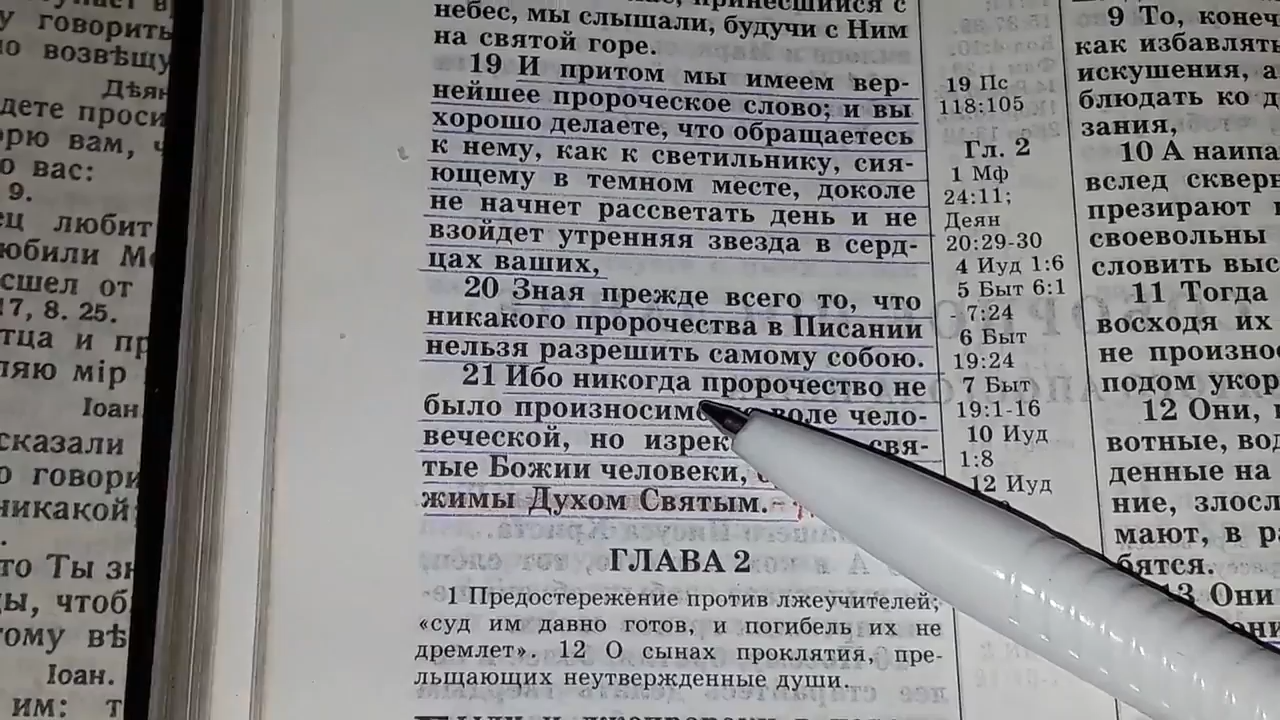 говорить
возвѣщу
Дѣян
дете проси
рю вам,
о вас:
9.
ец любит
юбили М
сшел от
17, 8. 25.
тца и пр
ляю мір
Іоан.
сказали
о говори
никакой
то Ты зн
ы, чтоб
тому вѣ
Іоан.
им: т
принесшийся с
небес, мы слышали, будучи с Ним
на святой горе.
19 И притом мы имеем вер-
нейшее пророческое слово; и вы
хорошо делаете, что обращаетесь
к нему, как к светильнику, сия-
ющему в темном месте, доколе
не начнет рассветать день и не
взойдет утренняя звезда в серд-
цах ваших,
20 Зная прежде всего то, что
никакого пророчества в Писании
нельзя разрешить самому собою.
21 Ибо никогда пророчество не
было произносим воле чело-
веческой, но изрек свя-
тые Божии человеки,
жимы Духом Святым.
ГЛАВА 2
1 Предостережение против лжеучителей;
«суд им давно готов, и погибель их не
дремлет». 12 О сынах проклятия, пре-
льщающих неутвержденные души.
19 Пс
118:105
Гл. 2
1 Мф
24:11;
Деян
20:29-30
4 Иуд 1:6
5 Быт 6:1
7:24
6 Быт
19:24
7 Быт
19:1-16
10 Иуд
1:8
12 Иуд
9 То, конеч
как избавлять
искушения, а
блюдать ко д
зания,
10 А наипа
вслед скверн
презирают
своевольны
словить выс
11 Тогда
восходя их
не произнос
подом укор
12 Они,
вотные, вод
денные на
ние, злосл
мают, в ра
бятся.
13 Они